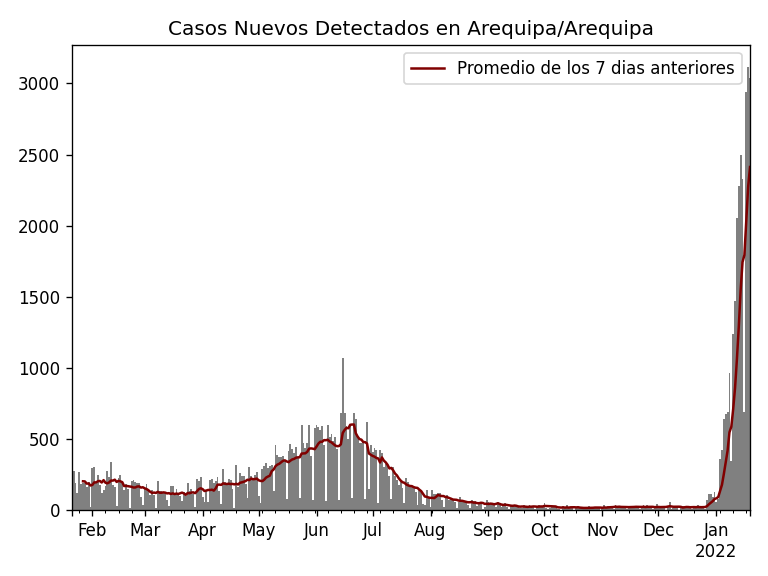 Casos Nuevos Detectados en Arequipa/Arequipa
Promedio de los 7 dias anteriores
3000
2500
2000
1500
1000
500
0
Feb Mar Apr May Jun Jul Aug Sep Oct Nov Dec Jan
2022